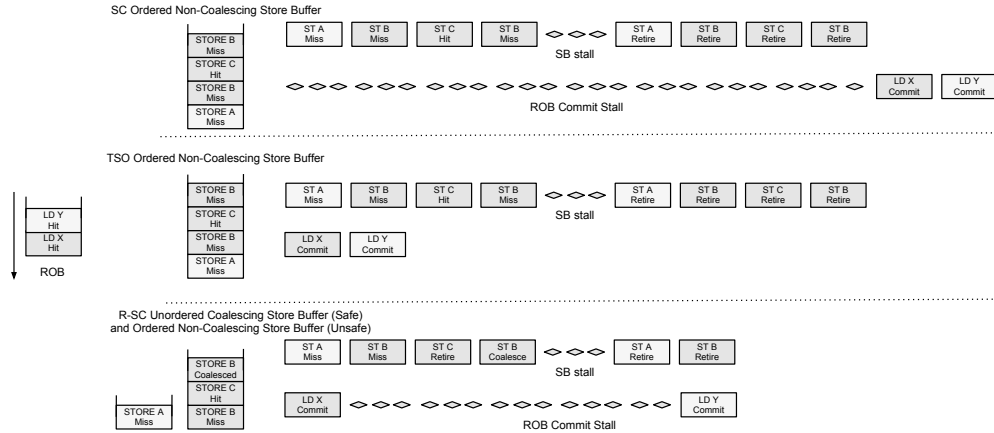 SC Ordered Non-Coalescing Store Buffer
STORE B
Miss
STORE C
Hit
STORE B
Miss
STORE A
Miss
ST A
Miss
ST B
Miss
ST C
Hit
ST B
Miss
SB stall
ST A
Retire
ST B
Retire
ST C
Retire
ST B
Retire
ROB Commit Stall
LD X
Commit
LD Y
Commit
TSO Ordered Non-Coalescing Store Buffer
LD Y
Hit
LD X
Hit
ROB
STORE B
Miss
STORE C
Hit
STORE B
Miss
STORE A
Miss
ST A
Miss
ST B
Miss
ST C
Hit
ST B
Miss
SB stall
ST A
Retire
ST B
Retire
ST C
Retire
ST B
Retire
LD X
Commit
LD Y
Commit
R-SC Unordered Coalescing Store Buffer (Safe)
and Ordered Non-Coalescing Store Buffer (Unsafe)
STORE A
Miss
STORE B
Coalesced
STORE C
Hit
STORE B
Miss
ST A
Miss
ST B
Miss
ST C
Retire
ST B
Coalesce
SB stall
ST A
Retire
ST B
Retire
LD X
Commit
ROB Commit Stall
LD Y
Commit